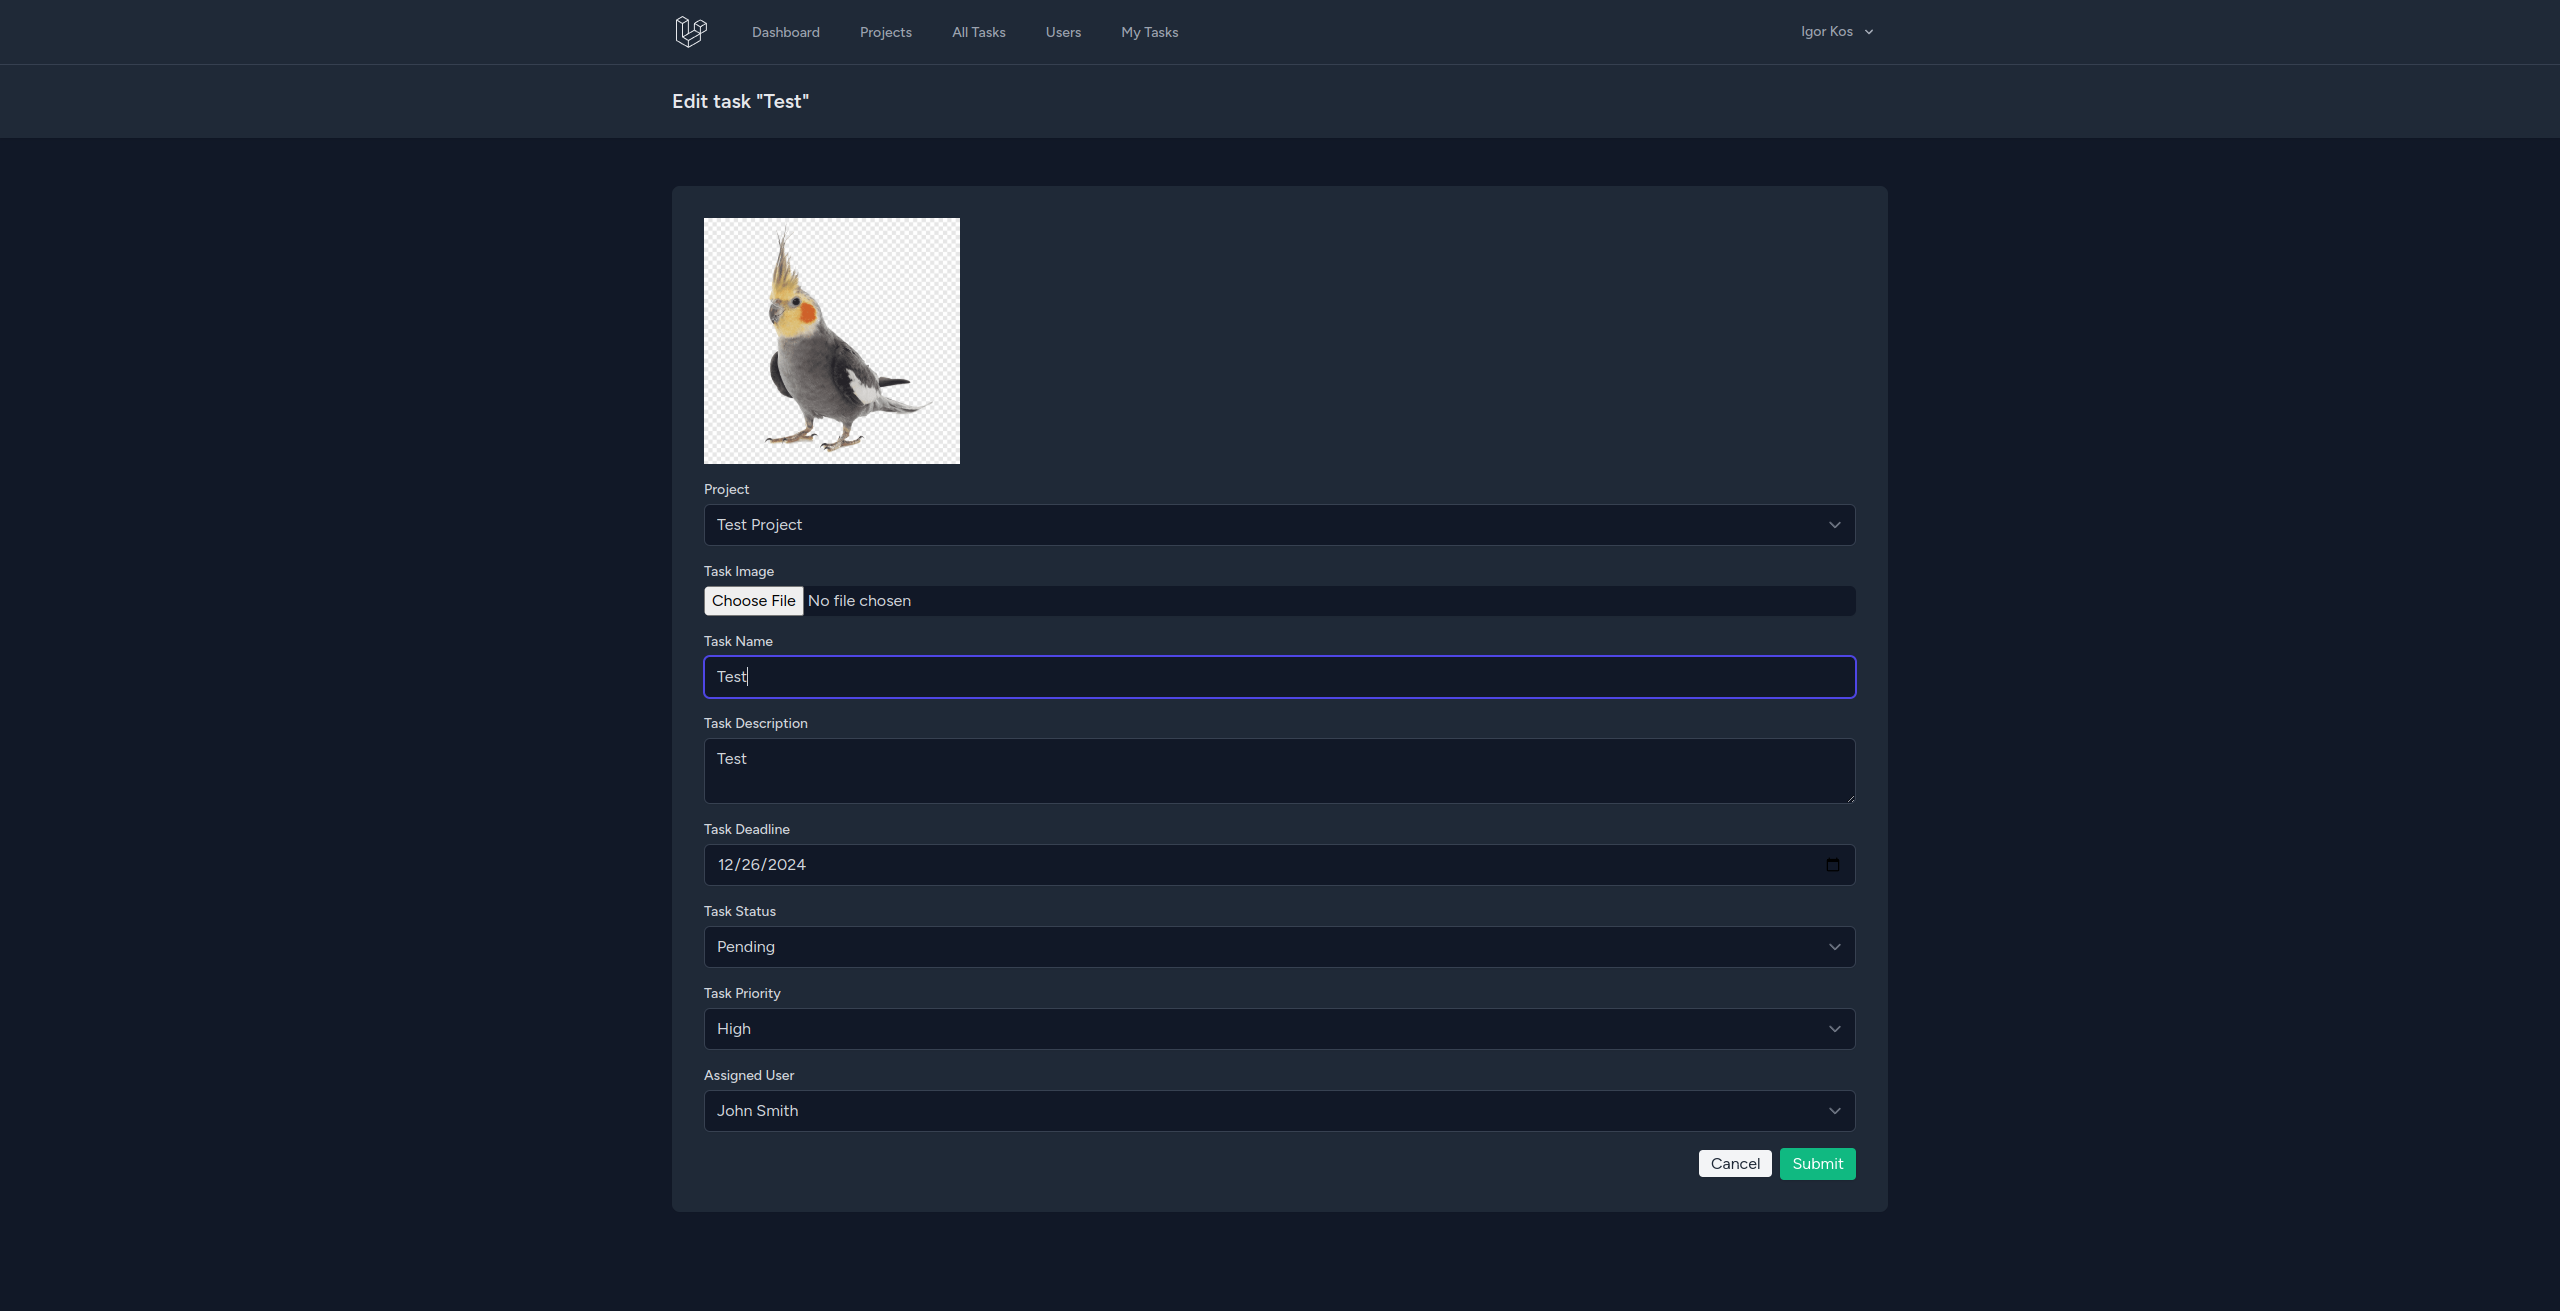 Dashboard Projects All Tasks Users My Tasks Igor Kos
Edit task "Test"
Project
Test Project
Task Image
Choose File No file chosen
Task Name
Test
Task Description
Test
Task Deadline
12/26/2024
Task Status
Pending
Task Priority
High
Assigned User
John Smith
Cancel Submit